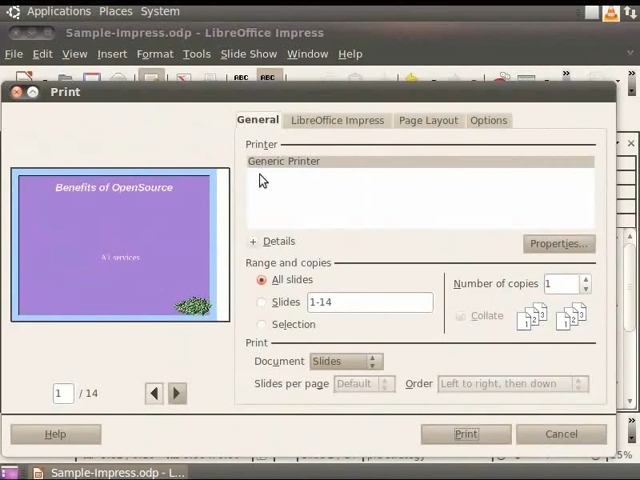 Applications Places System
Sample-Impress.odp - LibreOffice Impress
File Edit View Insert Format Tools Slide Show Window Help
ABC ABC
Print
General LibreOffice Impress Page Layout Options
Printer
Generic Printer
Benefits of OpenSource
services
Details
Properties...
Range and copies
All slides
Number of copies 1
Slides 1-14
Collate
Selection
Print
Document Slides
Slides per page Default Order Left to right, then down
1 / 14
Help Print Cancel
Sample-Impress.odp - L...